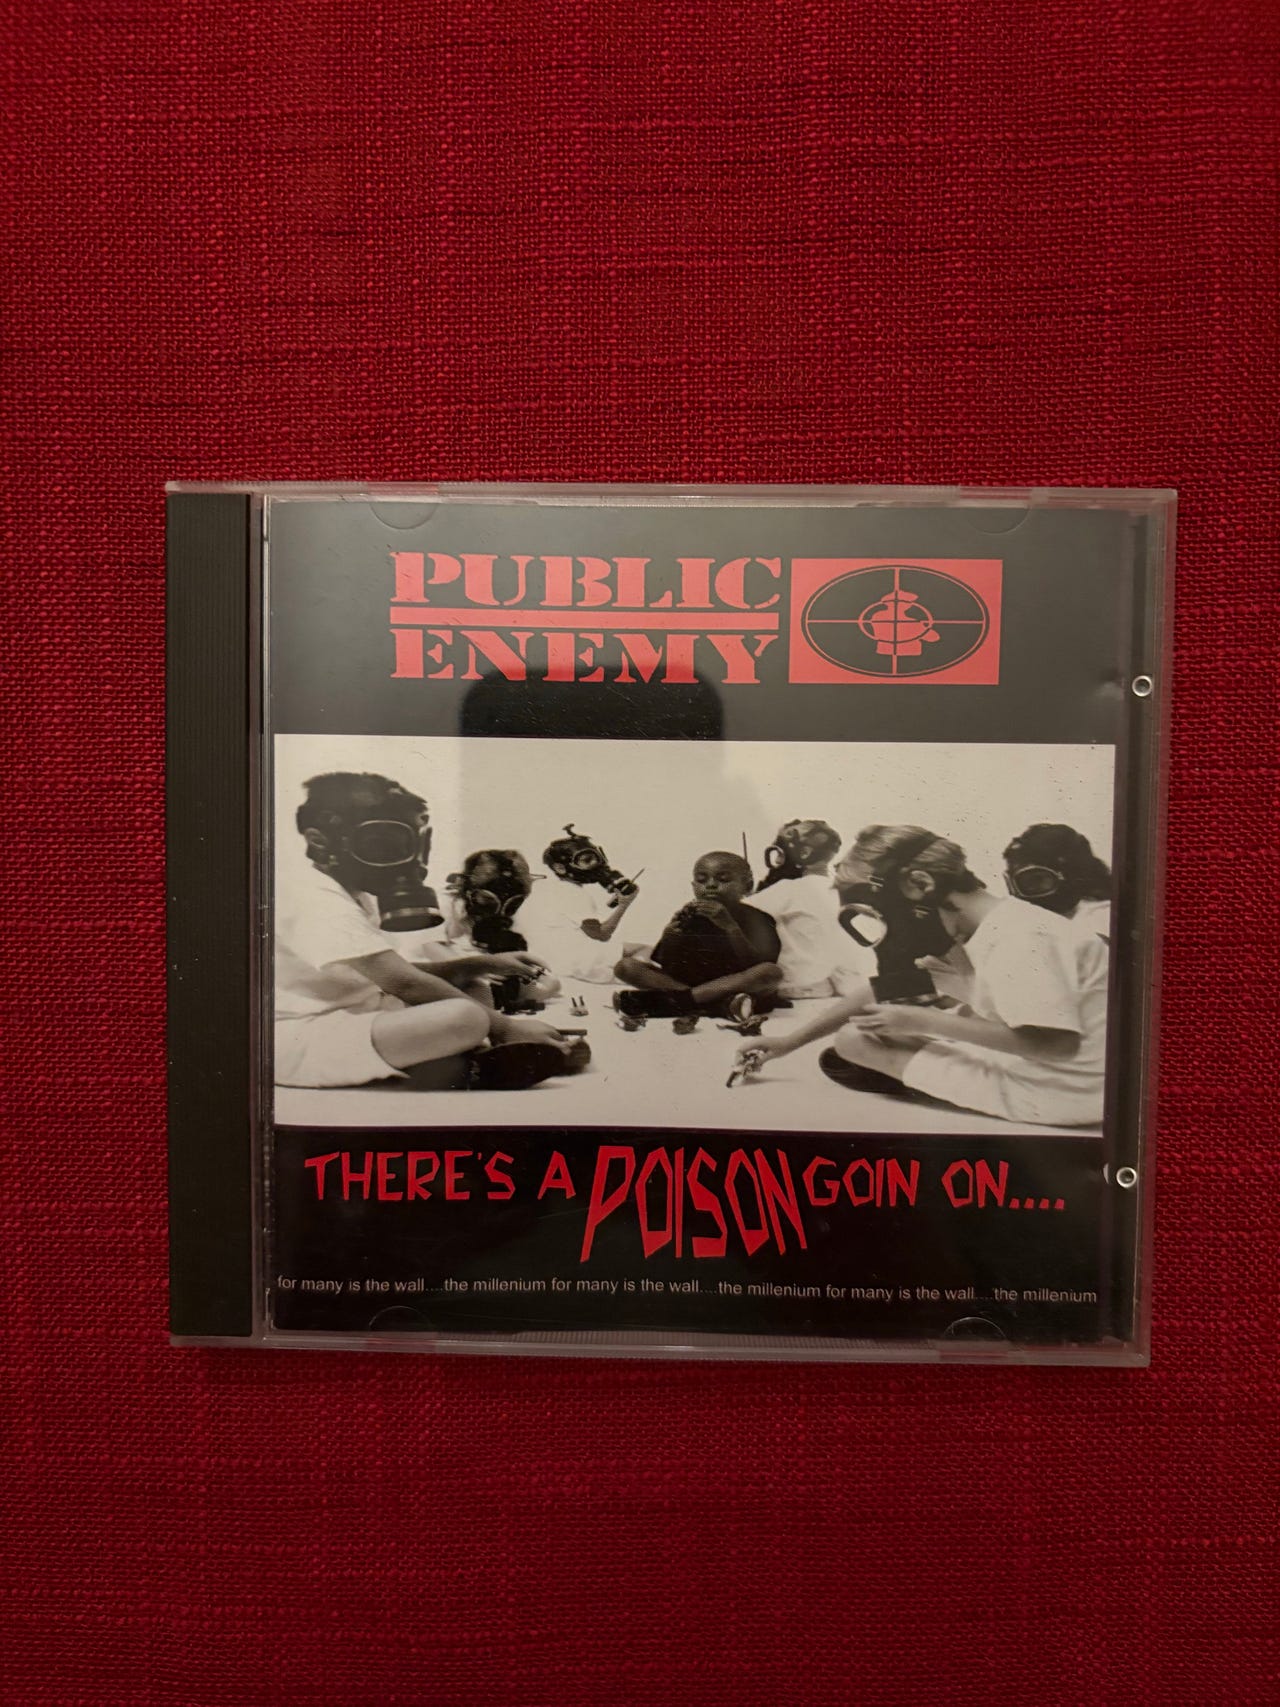 PUBLIC
ENEMY
THERE'S A POISON GOIN ON....
for many is the wall....the millenium for many is the wall....the millenium for many is the wall....the millenium